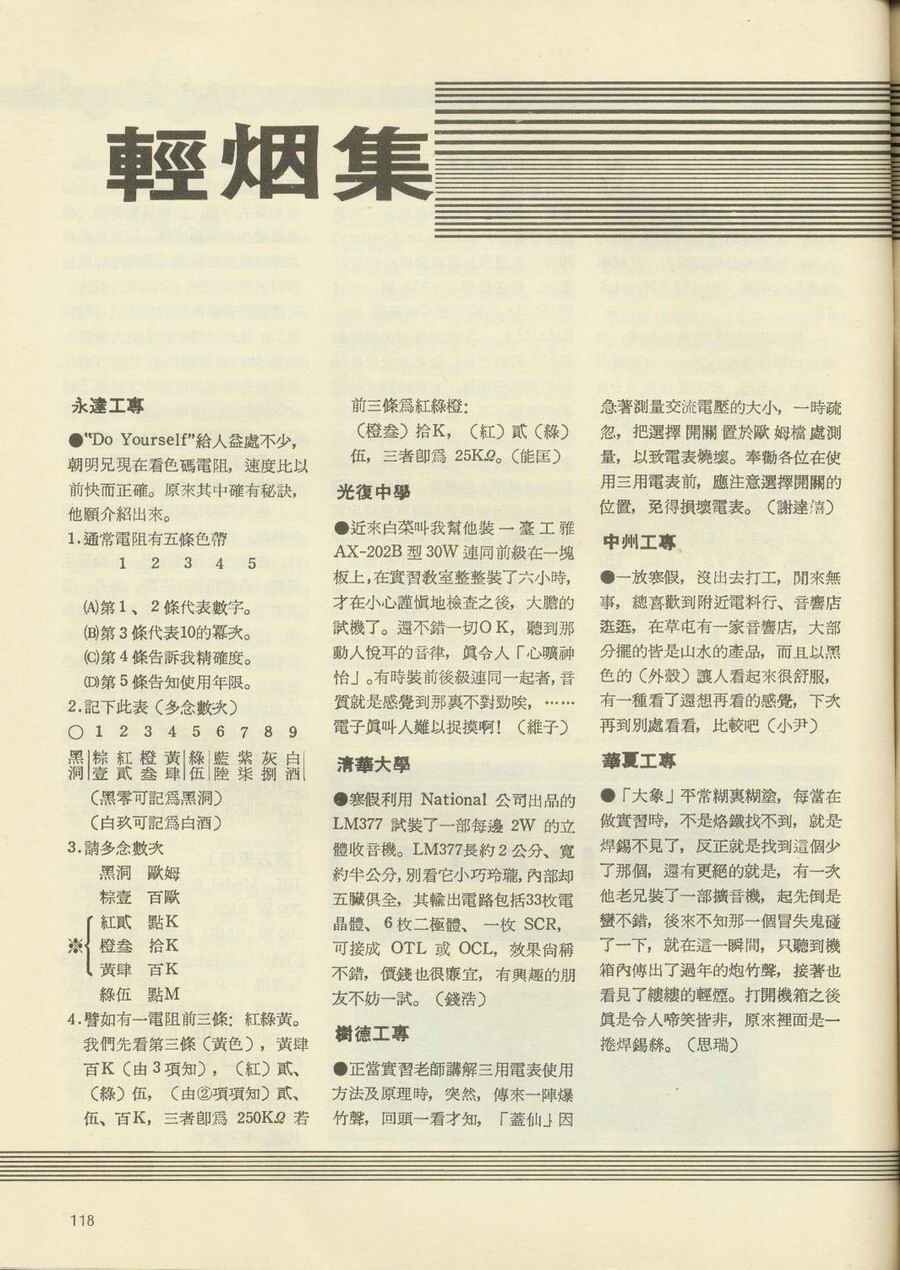 輕烟集
永達工專
●“Do Yourself”給人益處不少，
朝明兄現在看色碼電阻，速度比以
前快而正確。原來其中確有秘訣，
他願介紹出來。
1.通常電阻有五條色帶
1 2 3 4 5
(A)第1、2條代表數字。
(B)第3條代表10的冪次。
(C)第4條告訴我精確度。
(D)第5條告知使用年限。
2.記下此表（多念數次）
○ 1 2 3 4 5 6 7 8 9
黑|棕 紅 橙 黃|綠|藍 紫 灰 白|
洞|壹 貳 叁 肆|伍|陸 柒 捌 酒|
（黑零可記爲黑洞）
（白玖可記爲白酒）
3.請多念數次
黑洞 歐姆
棕壹 百歐
紅貳 點K
※ 橙叁 拾K
黃肆 百K
綠伍 點M
4.譬如有一電阻前三條：紅綠黃。
我們先看第三條（黃色），黃肆
百K（由3項知），（紅）貳、
（綠）伍，（由②項項知）貳、
伍、百K，三者卽爲 250KΩ 若
前三條爲紅綠橙：
（橙叁）拾K，（紅）貳（綠）
伍，三者卽爲 25KΩ。（能匡）
光復中學
●近來白菜叫我幫他裝一臺工雅
AX-202B 型 30W 連同前級在一塊
板上，在實習敎室整整裝了六小時，
才在小心謹愼地檢查之後，大膽的
試機了。還不錯一切OK，聽到那
動人悅耳的音律，眞令人「心曠神
怡」。有時裝前後級連同一起者，音
質就是感覺到那裏不對勁唉，……
電子眞叫人難以捉摸啊！（維子）
清華大學
●寒假利用 National 公司出品的
LM377 試裝了一部每邊 2W 的立
體收音機。LM377長約2公分、寬
約半公分，別看它小巧玲瓏，內部却
五臟俱全，其輸出電路包括33枚電
晶體、6枚二極體、一枚 SCR，
可接成 OTL 或 OCL，效果尙稱
不錯，價錢也很廉宜，有興趣的朋
友不妨一試。（錢浩）
樹德工專
●正當實習老師講解三用電表使用
方法及原理時，突然，傳來一陣爆
竹聲，回頭一看才知，「蓋仙」因
急著測量交流電壓的大小，一時疏
忽，把選擇開關置於歐姆檔處測
量，以致電表燒壞。奉勸各位在使
用三用電表前，應注意選擇開關的
位置，免得損壞電表。（謝達僖）
中州工專
●一放寒假，沒出去打工，閒來無
事，總喜歡到附近電料行、音響店
逛逛，在草屯有一家音響店，大部
分擺的皆是山水的產品，而且以黑
色的（外殼）讓人看起來很舒服，
有一種看了還想再看的感覺，下次
再到別處看看，比較吧（小尹）
華夏工專
●「大象」平常糊裏糊塗，每當在
做實習時，不是烙鐵找不到，就是
焊錫不見了，反正就是找到這個少
了那個，還有更絕的就是，有一次
他老兄裝了一部擴音機，起先倒是
蠻不錯，後來不知那一個冒失鬼碰
了一下，就在這一瞬間，只聽到機
箱內傳出了過年的炮竹聲，接著也
看見了縷縷的輕煙。打開機箱之後
眞是令人啼笑皆非，原來裡面是一
捲焊錫絲。（思瑞）
118